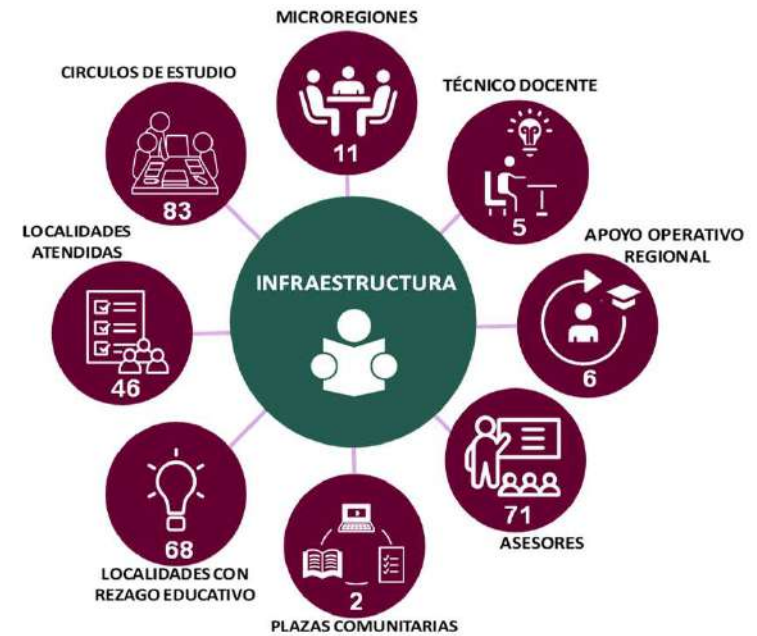 MICROREGIONES
11
TÉCNICO DOCENTE
5
APOYO OPERATIVO
REGIONAL
6
71
ASESORES
2
PLAZAS COMUNITARIAS
68
LOCALIDADES CON
REZAGO EDUCATIVO
LOCALIDADES
ATENDIDAS
46
CIRCULOS DE ESTUDIO
83
INFRAESTRUCTURA